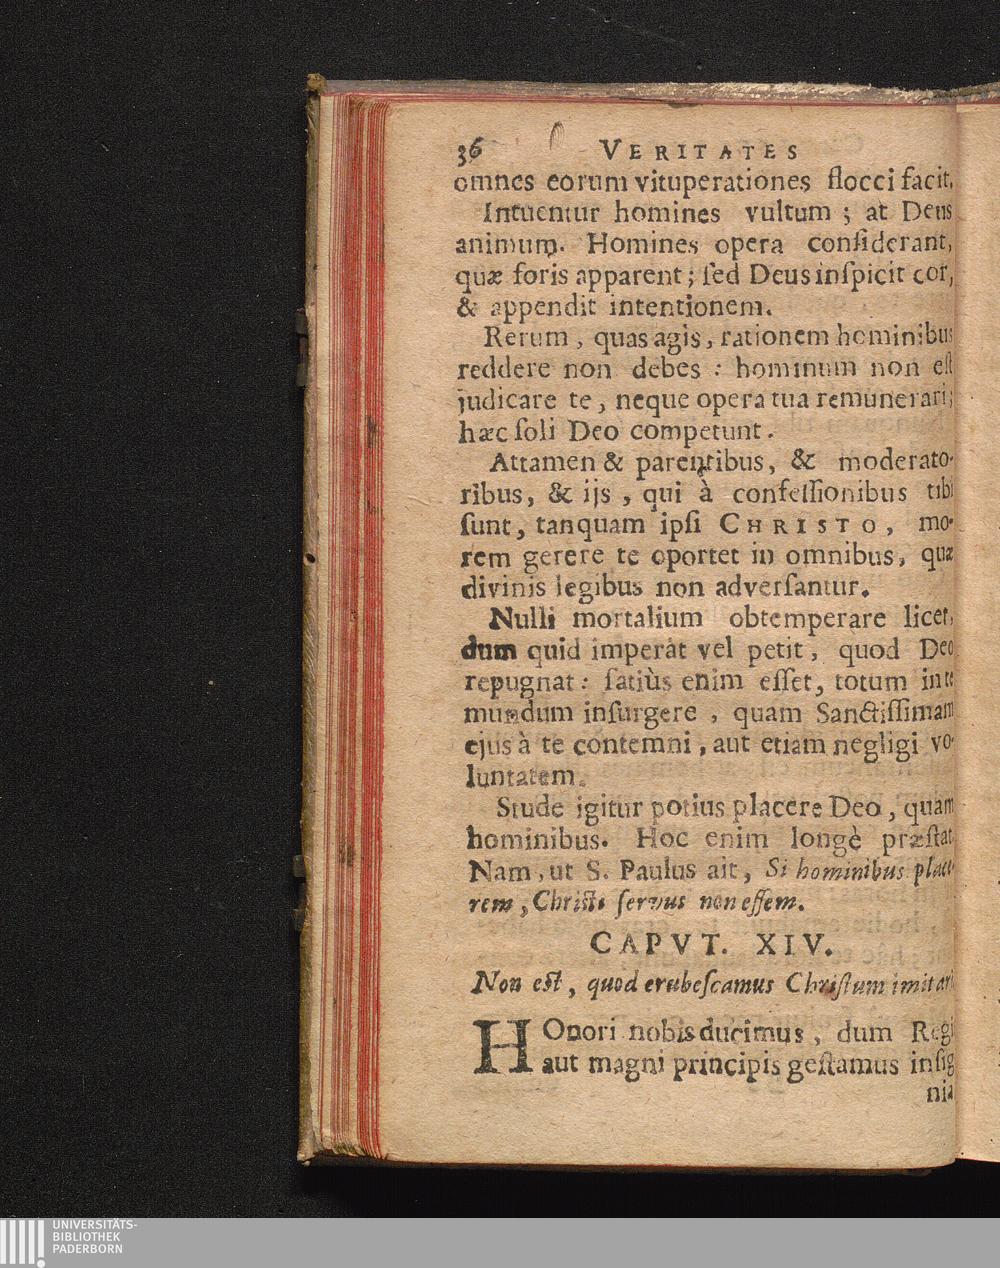 36 VERITATES
omnes eorum vituperationes flocci facit.
Intuentur homines vultum ; at Deus
animum. Homines opera conſiderant,
quæ foris apparent ; ſed Deus inſpicit cor,
& appendit intentionem.
Rerum , quas agis , rationem hominibus
reddere non debes : hominum non eſt
judicare te , neque opera tua remunerari;
hæc ſoli Deo competunt .
Attamen & parentibus, & moderato-
ribus, & ijs , qui à confeſſionibus tibi
ſunt, tanquam ipſi CHRISTO, mo-
rem gerere te oportet in omnibus, quæ
divinis legibus non adverſantur.
Nulli mortalium obtemperare licet,
dum quid imperat vel petit , quod Deo
repugnat : ſatiùs enim eſſet, totum in te
mundum inſurgere , quam Sanctiſſimam
ejus à te contemni , aut etiam negligi vo-
luntatem.
Stude igitur potius placere Deo , quam
hominibus. Hoc enim longè præſtat.
Nam , ut S. Paulus ait, Si hominibus place-
rem , Chriſti ſervus non eſſem.
CAPVT. XIV.
Non eſt, quod erubeſcamus Chriſtum imitari
HOnori nobis ducimus , dum Regi
aut magni principis geſtamus inſig
nia
UNIVERSITÄTS-
BIBLIOTHEK
PADERBORN